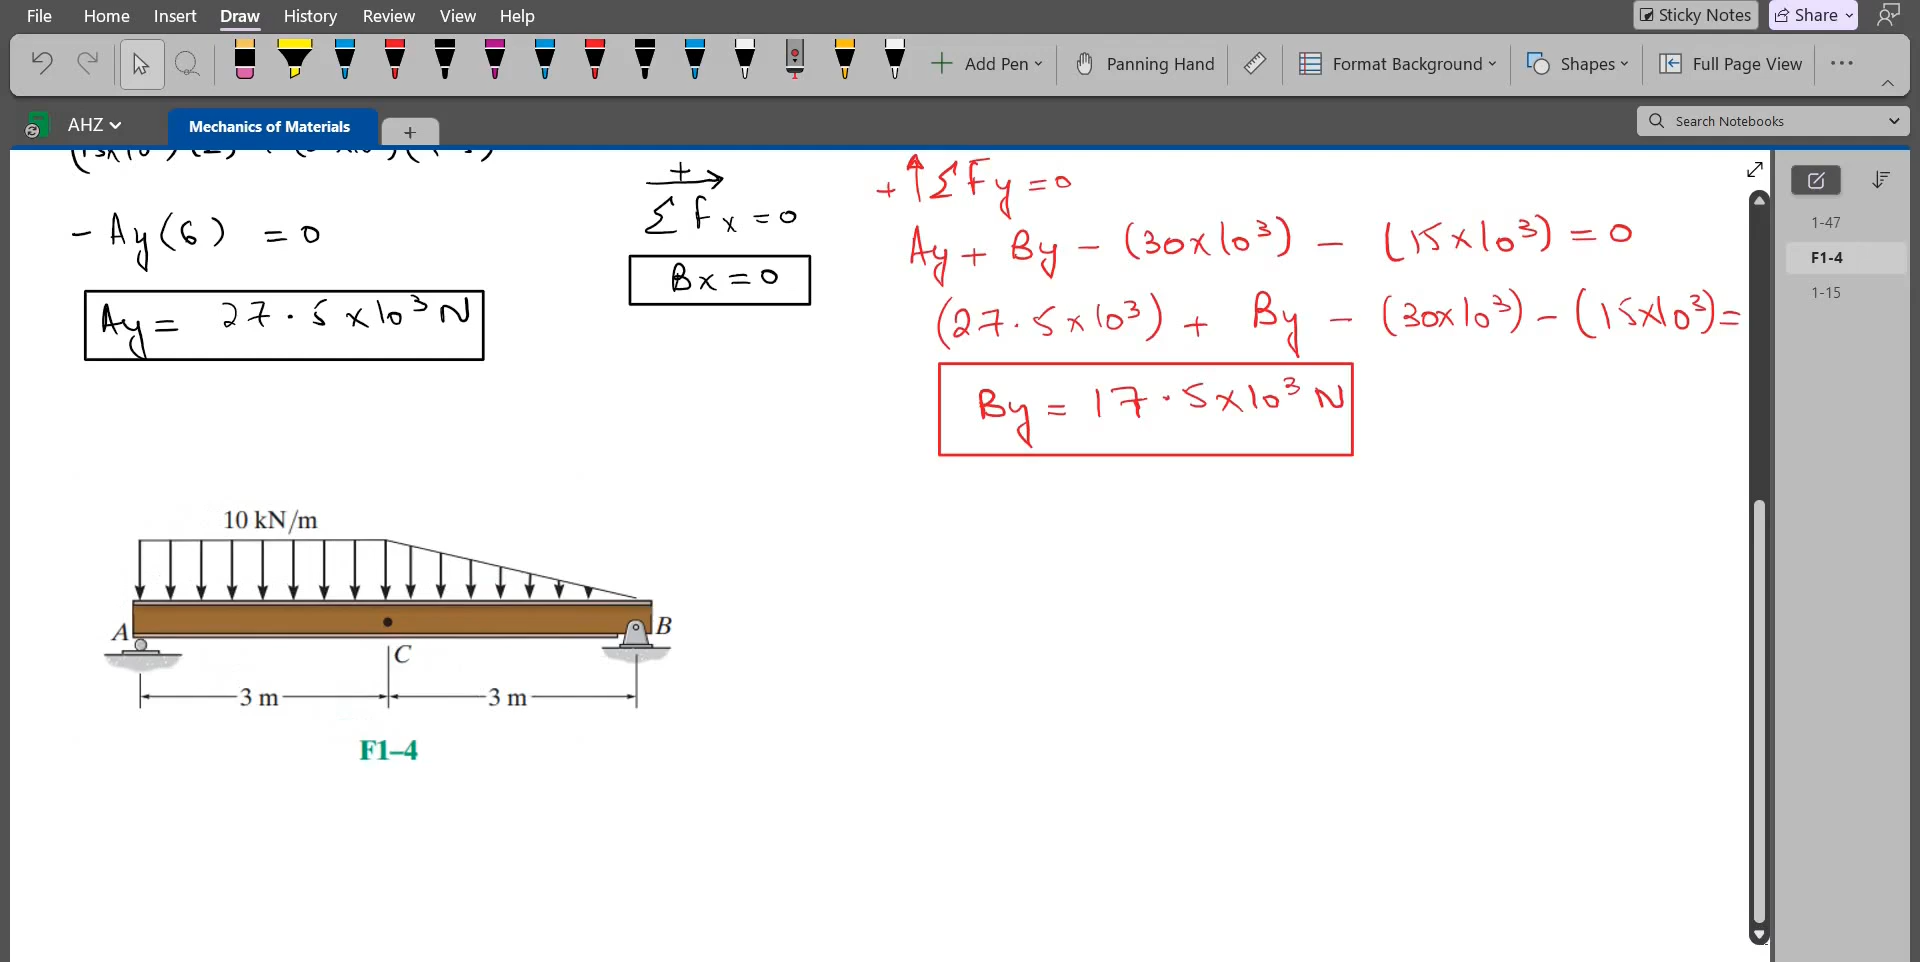 File Home Insert Draw History Review View Help Sticky Notes Share
Add Pen Panning Hand Format Background Shapes Full Page View
AHZ Mechanics of Materials + Search Notebooks
1-47
F1-4
1-15
- Ay(6) = 0
Ay = 27.5x10³ N
+
ΣFx = 0
Bx = 0
+↑ΣFy = 0
Ay + By - (30x10³) - (15x10³) = 0
(27.5x10³) + By - (30x10³) - (15x10³) =
By = 17.5x10³ N
10 kN/m
A B
C
3 m 3 m
F1–4